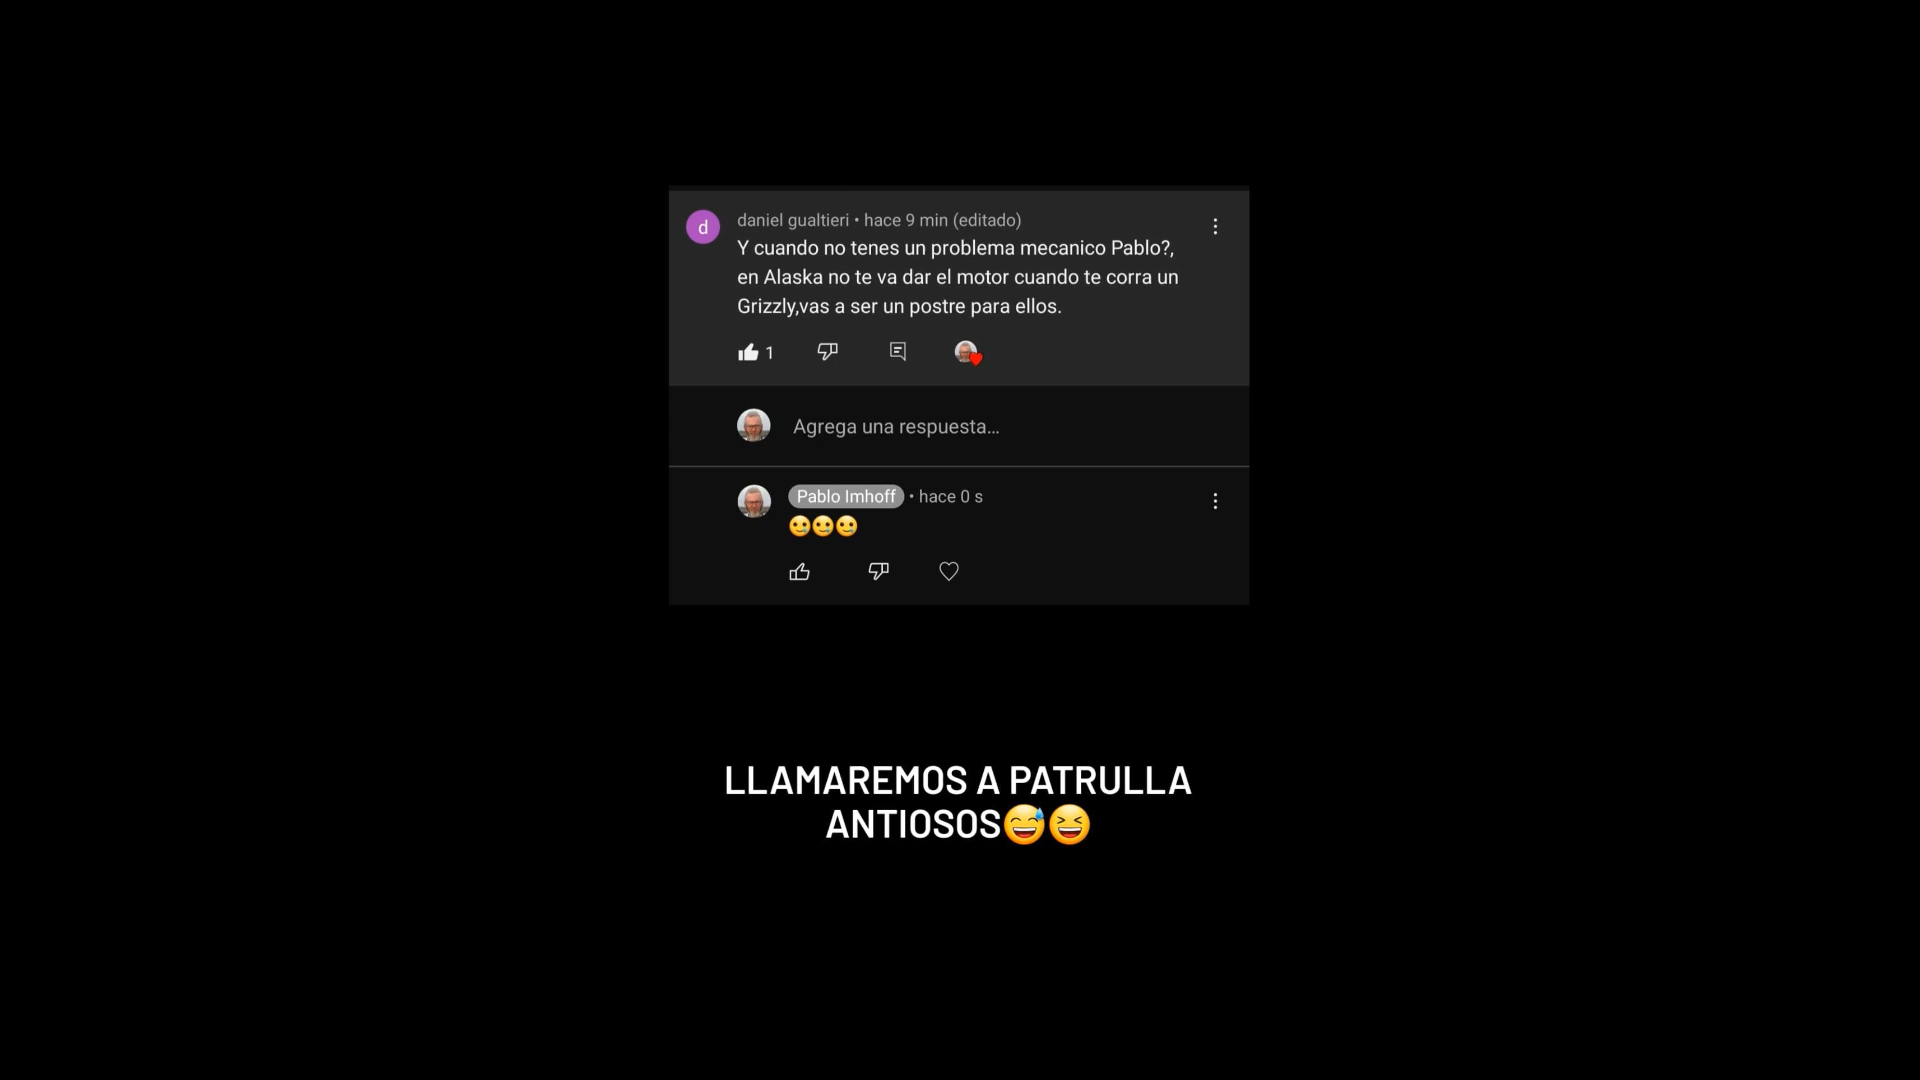 d
daniel gualtieri • hace 9 min (editado)
Y cuando no tenes un problema mecanico Pablo?,
en Alaska no te va dar el motor cuando te corra un
Grizzly,vas a ser un postre para ellos.
1
Agrega una respuesta...
Pablo Imhoff • hace 0 s
🥲🥲🥲
LLAMAREMOS A PATRULLA
ANTIOSOS😅😆